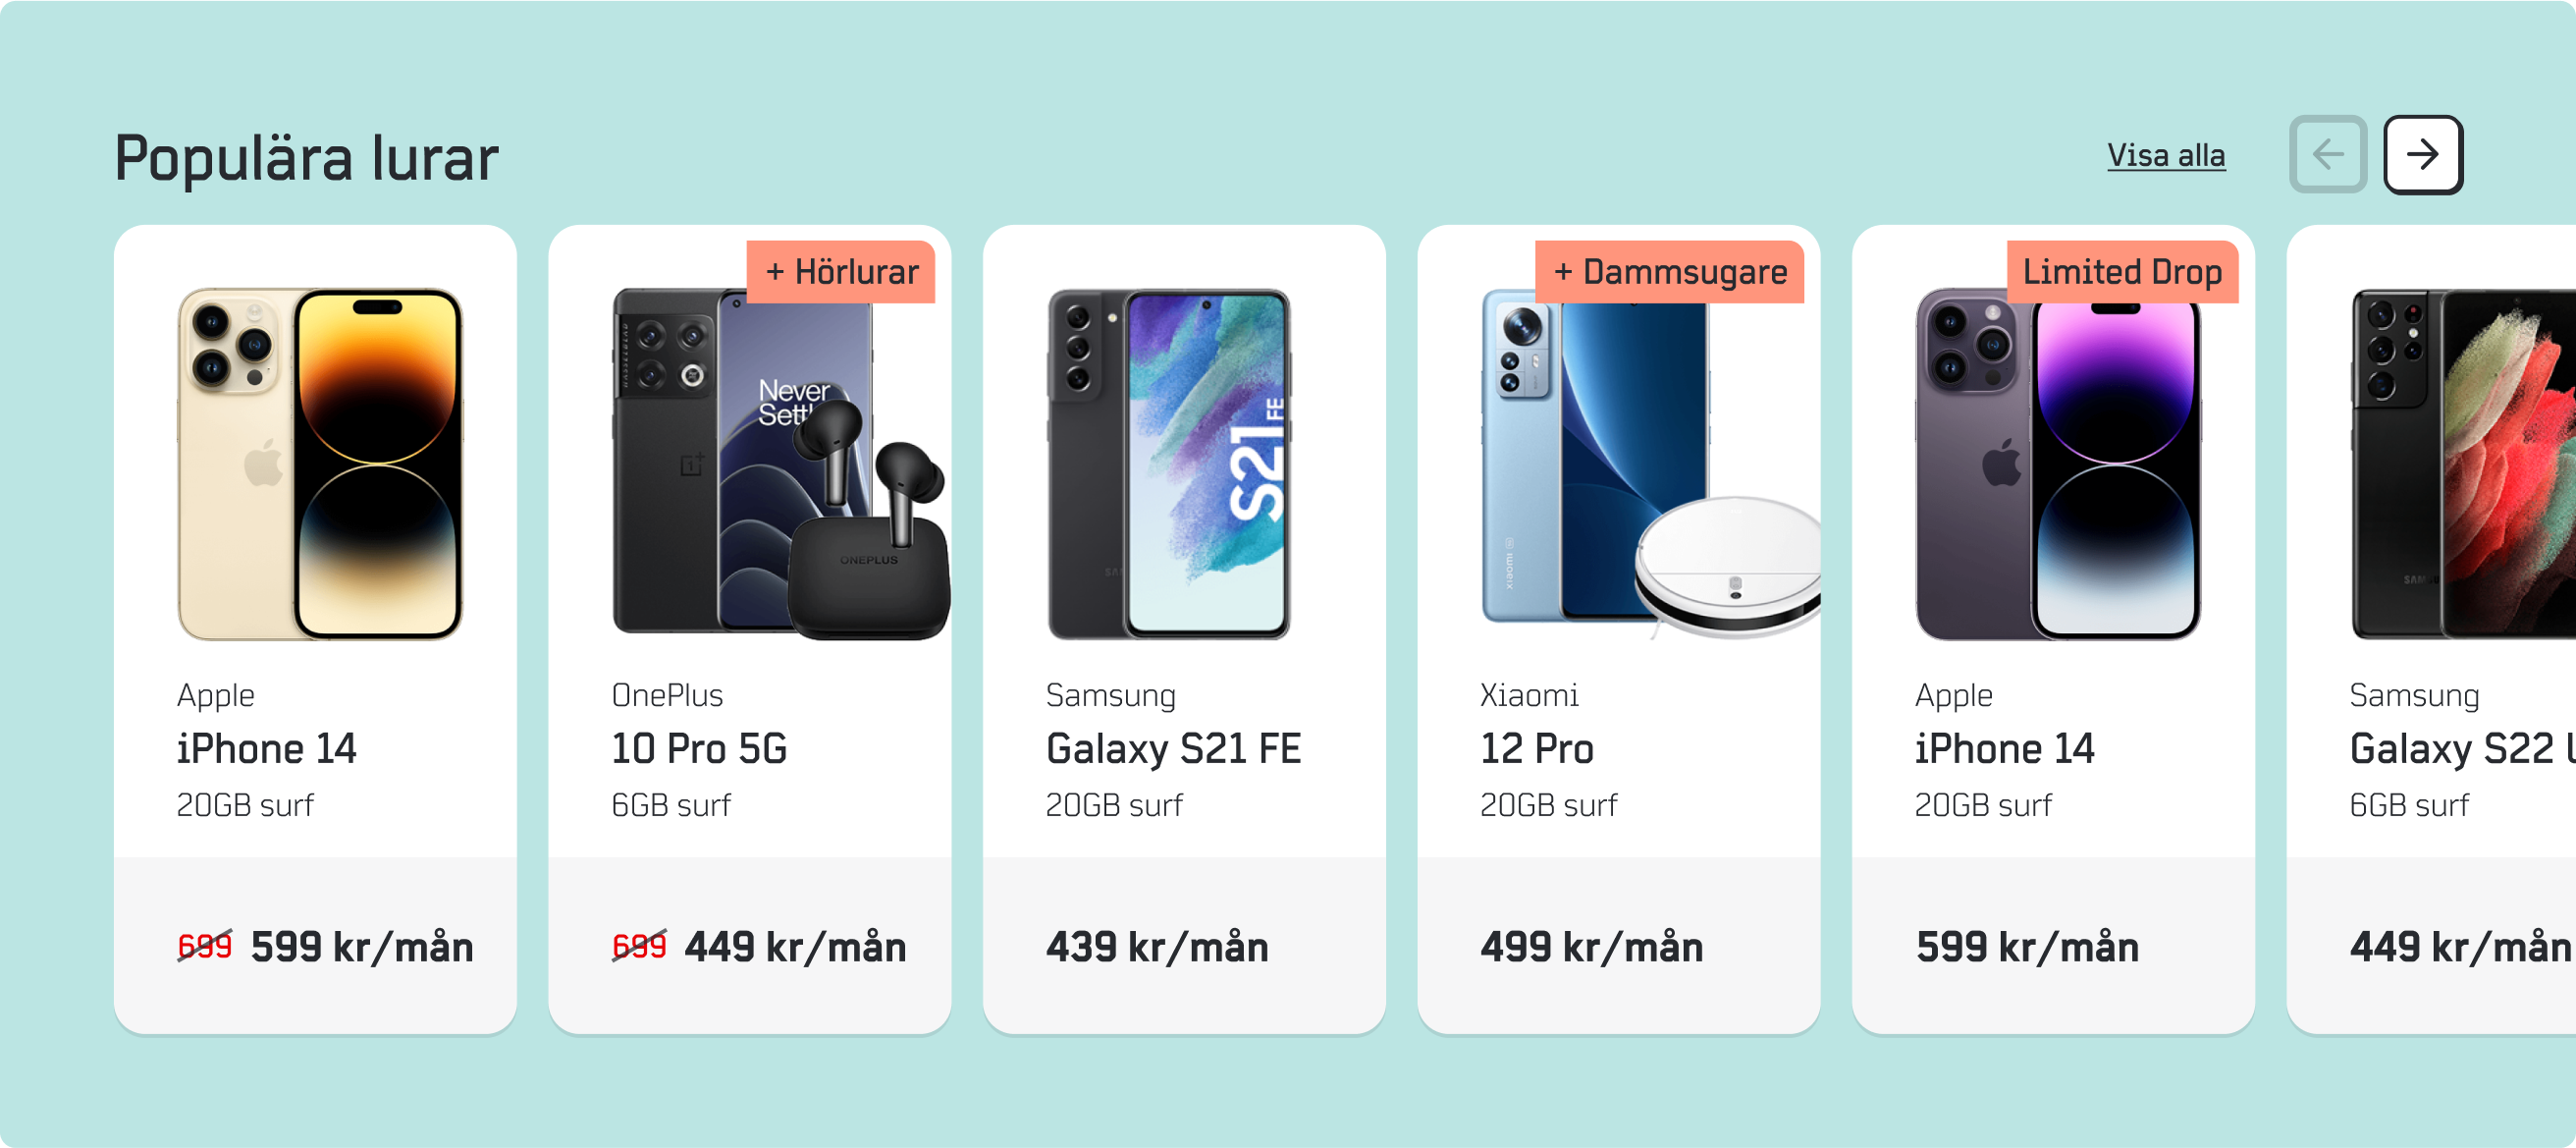 Populära lurar
Visa alla
+ Hörlurar
+ Dammsugare
Limited Drop
Never
ONEPLUS
S21 FE
xiaomi
Apple
iPhone 14
20GB surf
699 599 kr/mån
OnePlus
10 Pro 5G
6GB surf
699 449 kr/mån
Samsung
Galaxy S21 FE
20GB surf
439 kr/mån
Xiaomi
12 Pro
20GB surf
499 kr/mån
Apple
iPhone 14
20GB surf
599 kr/mån
Samsung
Galaxy S22
6GB surf
449 kr/mån